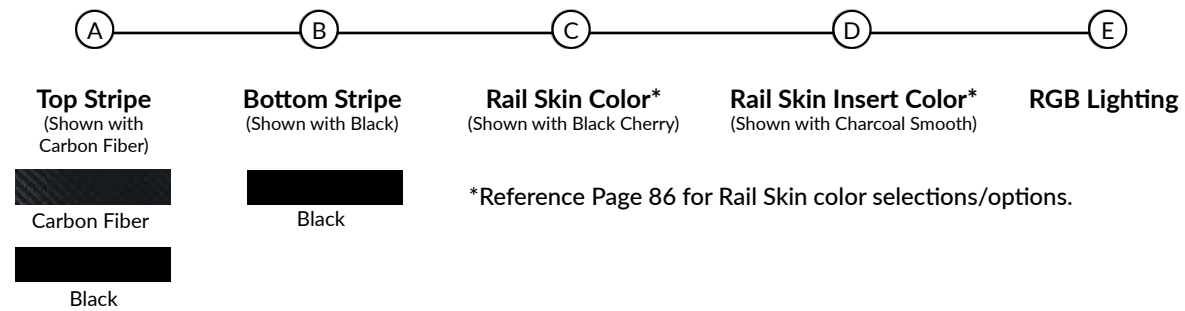 A
B
C
D
E
Top Stripe
(Shown with
Carbon Fiber)
Carbon Fiber
Black
Bottom Stripe
(Shown with Black)
Black
Rail Skin Color*
(Shown with Black Cherry)
Rail Skin Insert Color*
(Shown with Charcoal Smooth)
RGB Lighting
*Reference Page 86 for Rail Skin color selections/options.